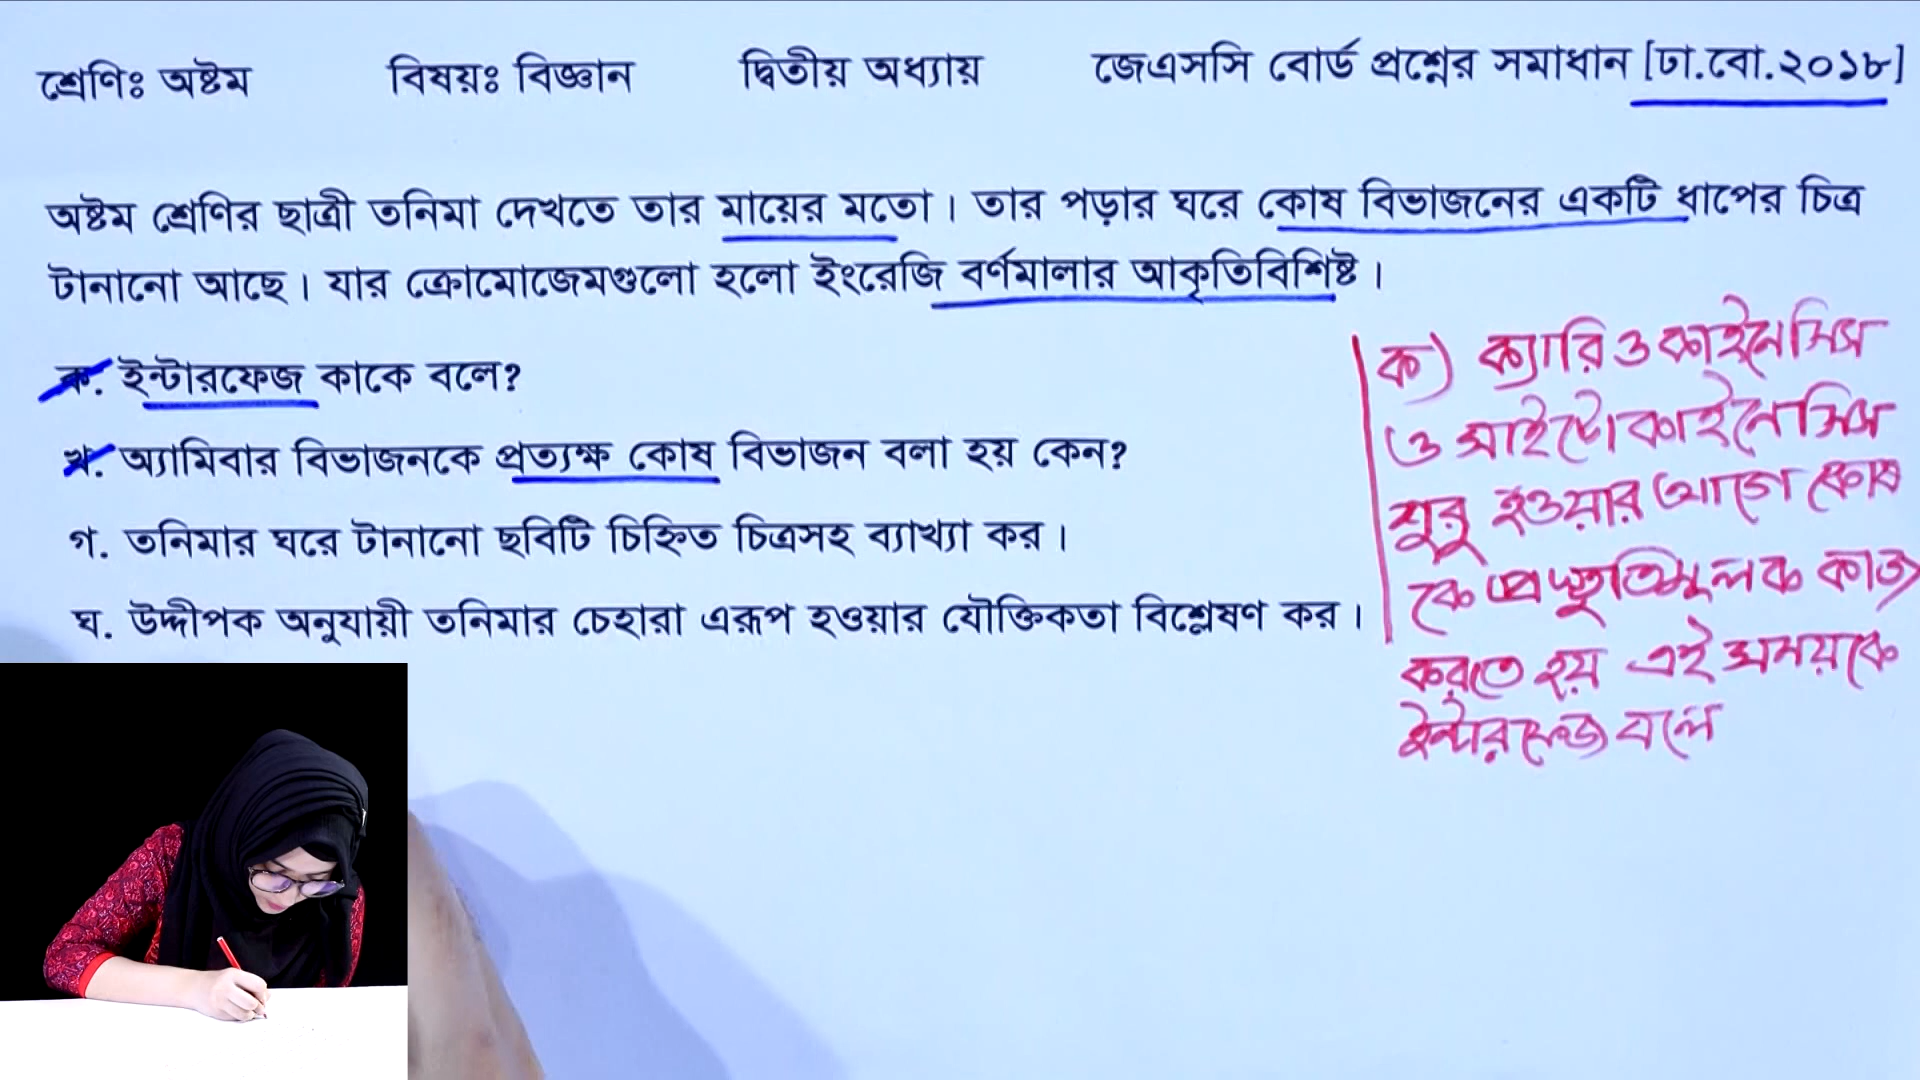 শ্রেণিঃ অষ্টম বিষয়ঃ বিজ্ঞান দ্বিতীয় অধ্যায় জেএসসি বোর্ড প্রশ্নের সমাধান [ঢা.বো.২০১৮]
অষ্টম শ্রেণির ছাত্রী তনিমা দেখতে তার মায়ের মতো। তার পড়ার ঘরে কোষ বিভাজনের একটি ধাপের চিত্র
টানানো আছে। যার ক্রোমোজেমগুলো হলো ইংরেজি বর্ণমালার আকৃতিবিশিষ্ট।
ক. ইন্টারফেজ কাকে বলে?
খ. অ্যামিবার বিভাজনকে প্রত্যক্ষ কোষ বিভাজন বলা হয় কেন?
গ. তনিমার ঘরে টানানো ছবিটি চিহ্নিত চিত্রসহ ব্যাখ্যা কর।
ঘ. উদ্দীপক অনুযায়ী তনিমার চেহারা এরূপ হওয়ার যৌক্তিকতা বিশ্লেষণ কর।
ক) ক্যারিওকাইনেসিস
ও সাইটোকাইনেসিস
শুরু হওয়ার আগে কোষ
কে প্রস্তুতিমূলক কাজ
করতে হয় এই সময়কে
ইন্টারফেজ বলে